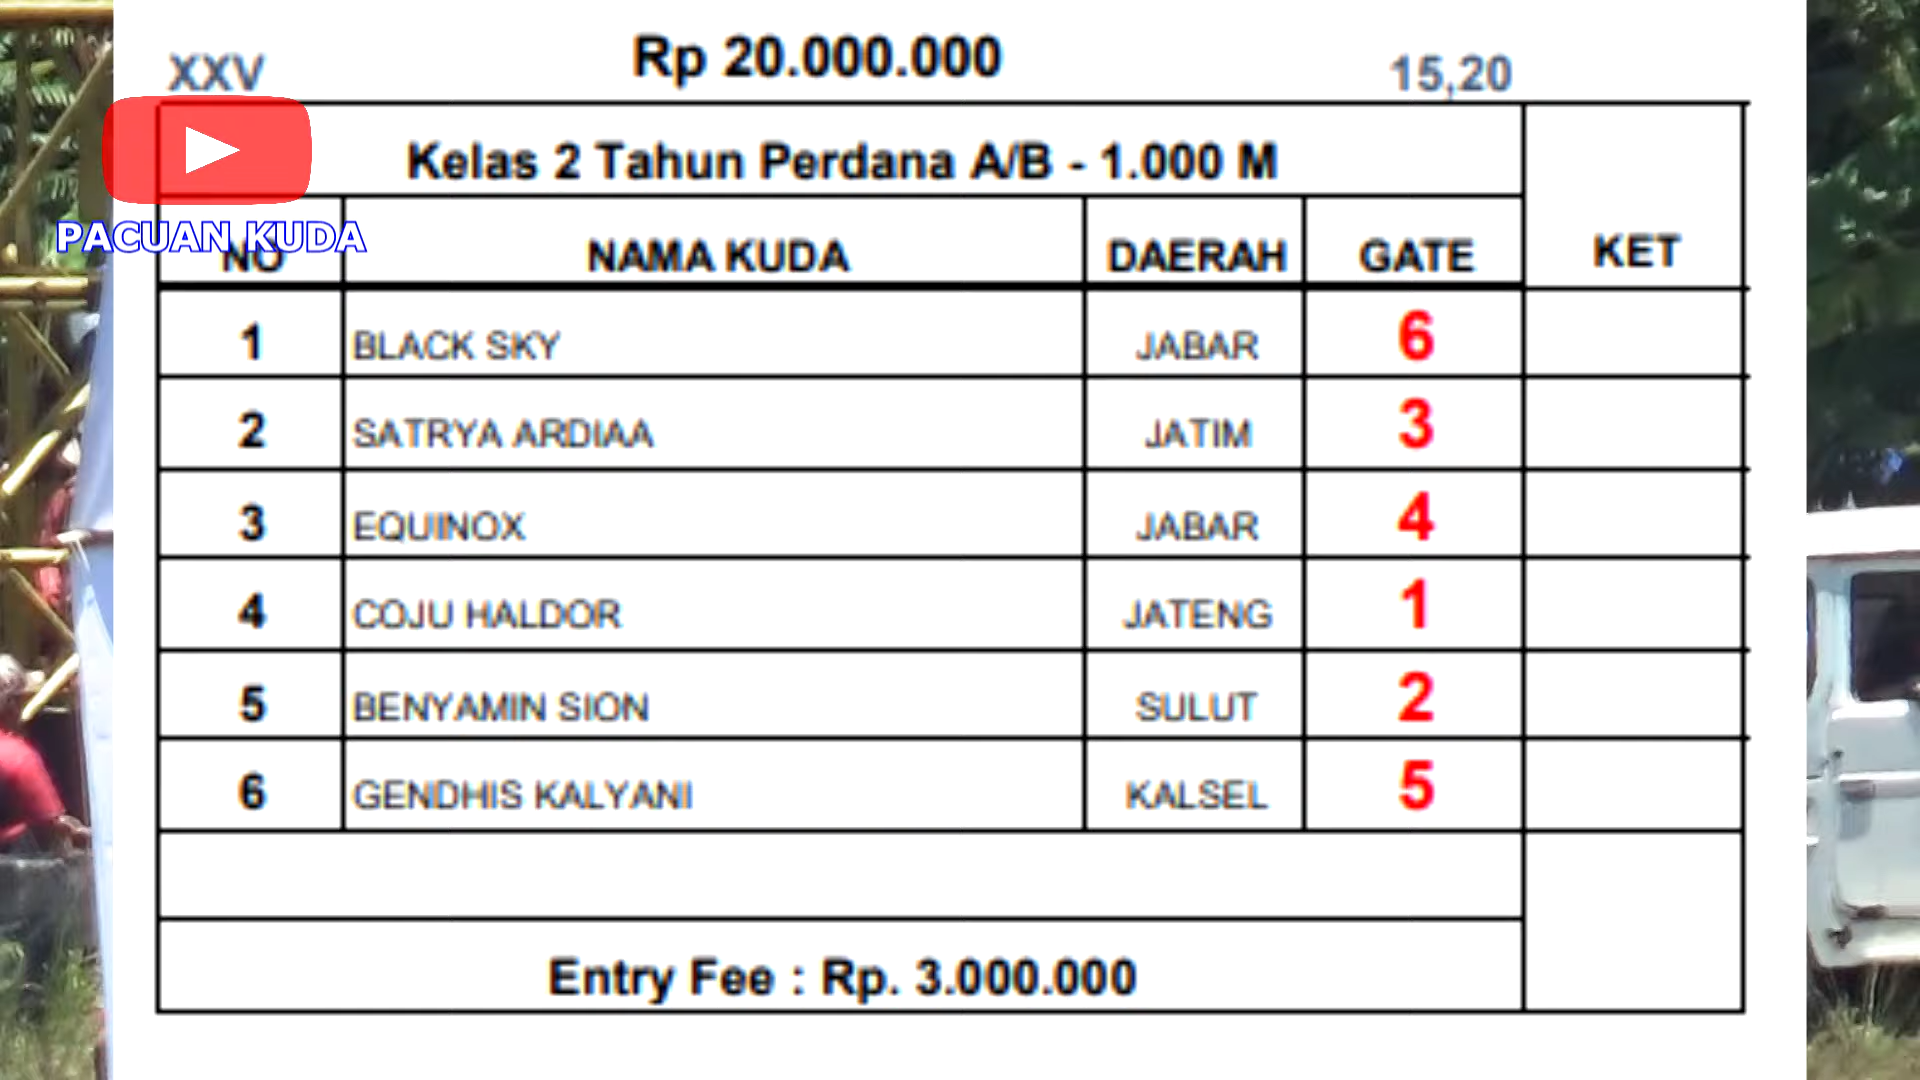 XXV Rp 20.000.000 15,20
Kelas 2 Tahun Perdana A/B - 1.000 M
PACUAN KUDA
NO NAMA KUDA DAERAH GATE KET
1 BLACK SKY JABAR 6
2 SATRYA ARDIAA JATIM 3
3 EQUINOX JABAR 4
4 COJU HALDOR JATENG 1
5 BENYAMIN SION SULUT 2
6 GENDHIS KALYANI KALSEL 5
Entry Fee : Rp. 3.000.000